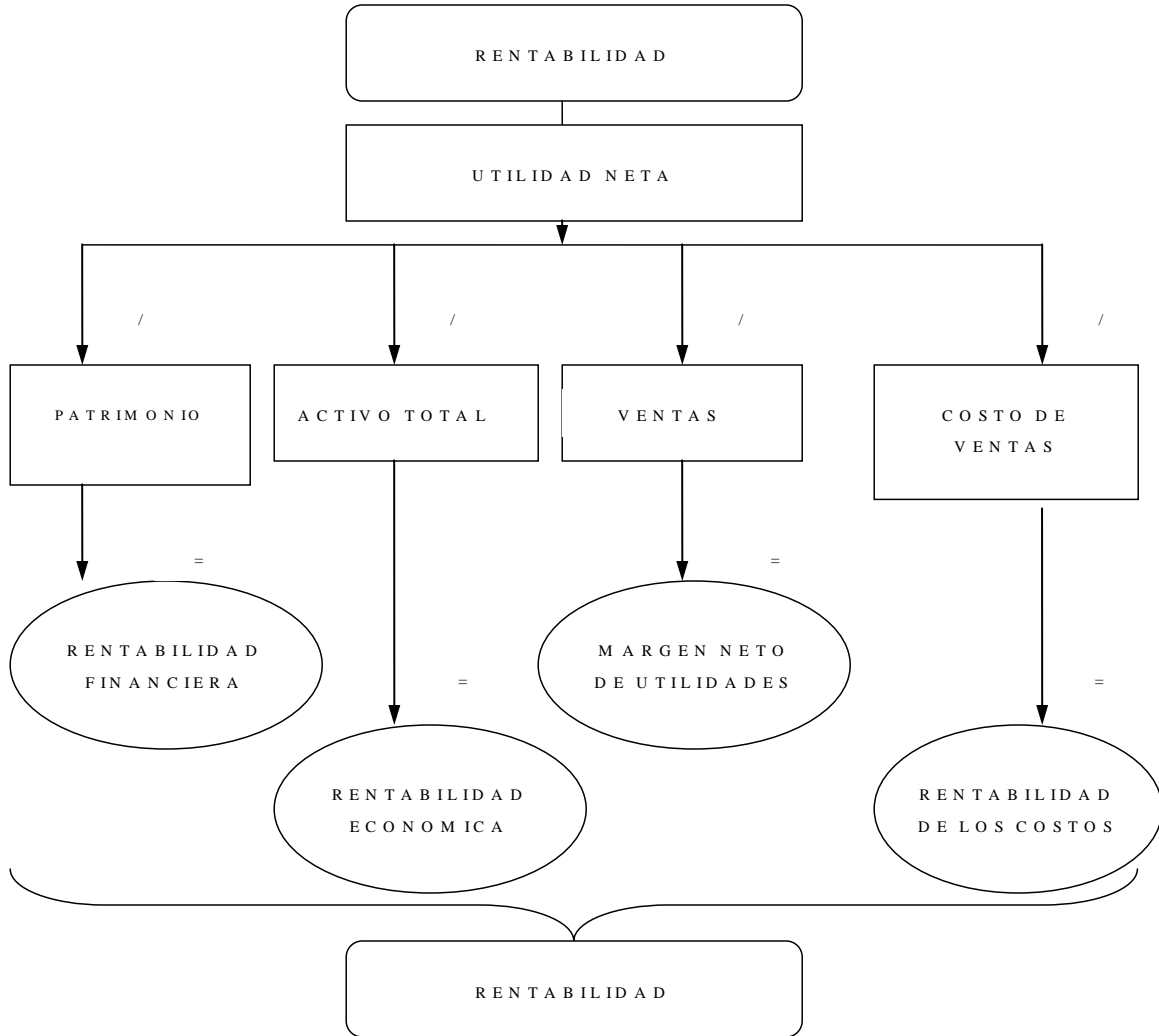 RENTABILIDAD
UTILIDAD NETA
/ / / /
PATRIMONIO
ACTIVO TOTAL
VENTAS
COSTO DE
VENTAS
= =
RENTABILIDAD
FINANCIERA
MARGEN NETO
DE UTILIDADES
= =
RENTABILIDAD
ECONOMICA
RENTABILIDAD
DE LOS COSTOS
RENTABILIDAD